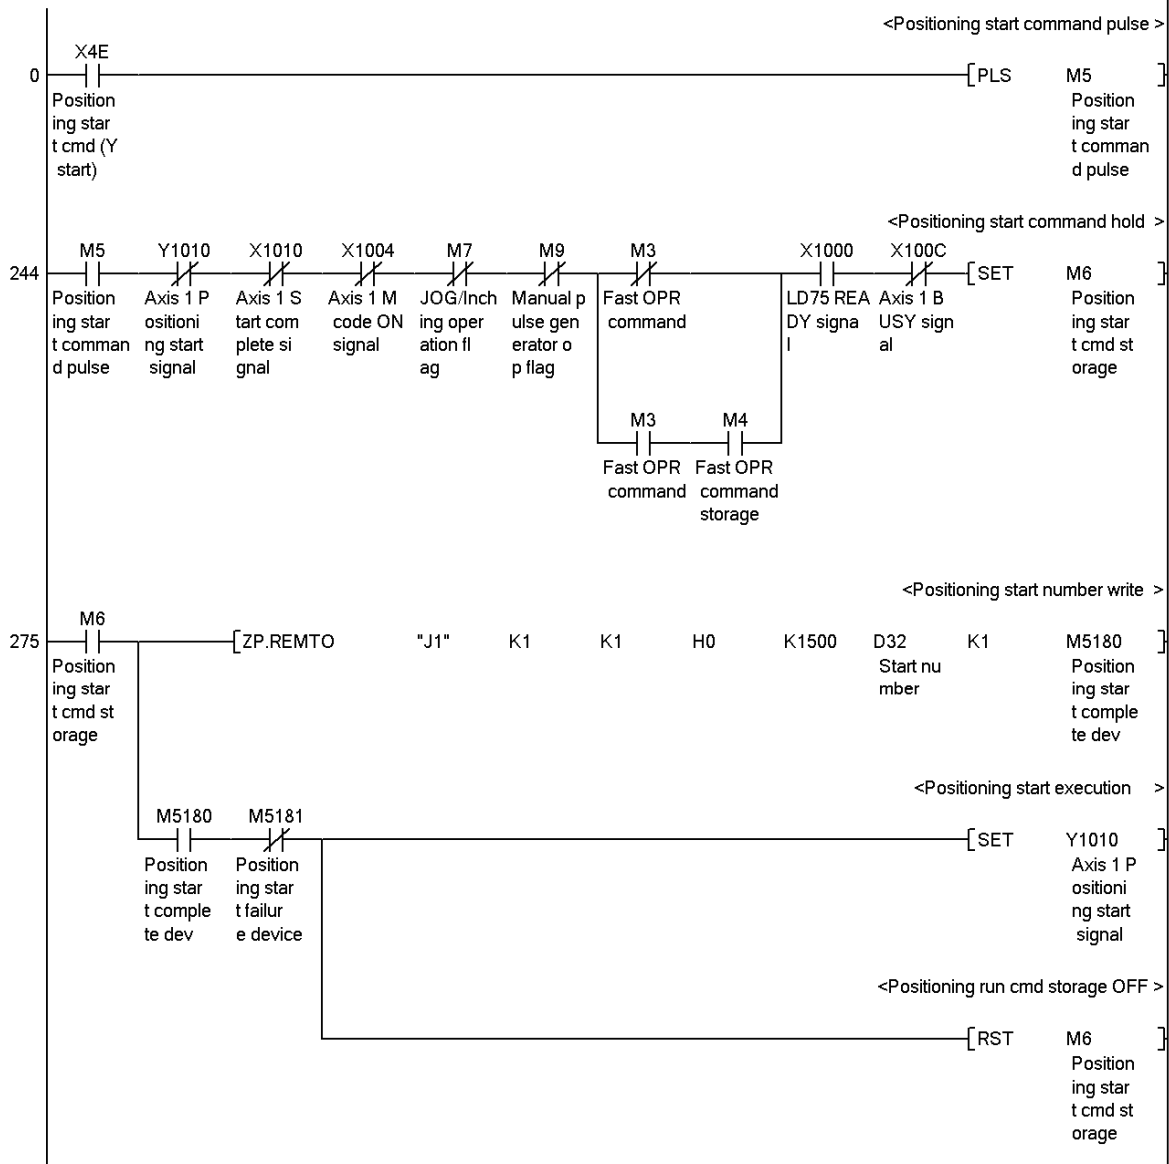 <Positioning start command pulse >
X4E
0 [PLS M5 ]
Position Position
ing star ing star
t cmd (Y t comman
start) d pulse
<Positioning start command hold >
M5 Y1010 X1010 X1004 M7 M9 M3 X1000 X100C
244 [SET M6 ]
Position Axis 1 P Axis 1 S Axis 1 M JOG/Inch Manual p Fast OPR LD75 REA Axis 1 B Position
ing star ositioni tart com code ON ing oper ulse gen command DY signa USY sign ing star
t comman ng start plete si signal ation fl erator o l al t cmd st
d pulse signal gnal ag p flag orage
M3 M4
Fast OPR Fast OPR
command command
storage
<Positioning start number write >
M6
275 [ZP.REMTO "J1" K1 K1 H0 K1500 D32 K1 M5180 ]
Position Start nu Position
ing star mber ing star
t cmd st t comple
orage te dev
<Positioning start execution >
M5180 M5181
[SET Y1010 ]
Position Position Axis 1 P
ing star ing star ositioni
t comple t failur ng start
te dev e device signal
<Positioning run cmd storage OFF >
[RST M6 ]
Position
ing star
t cmd st
orage